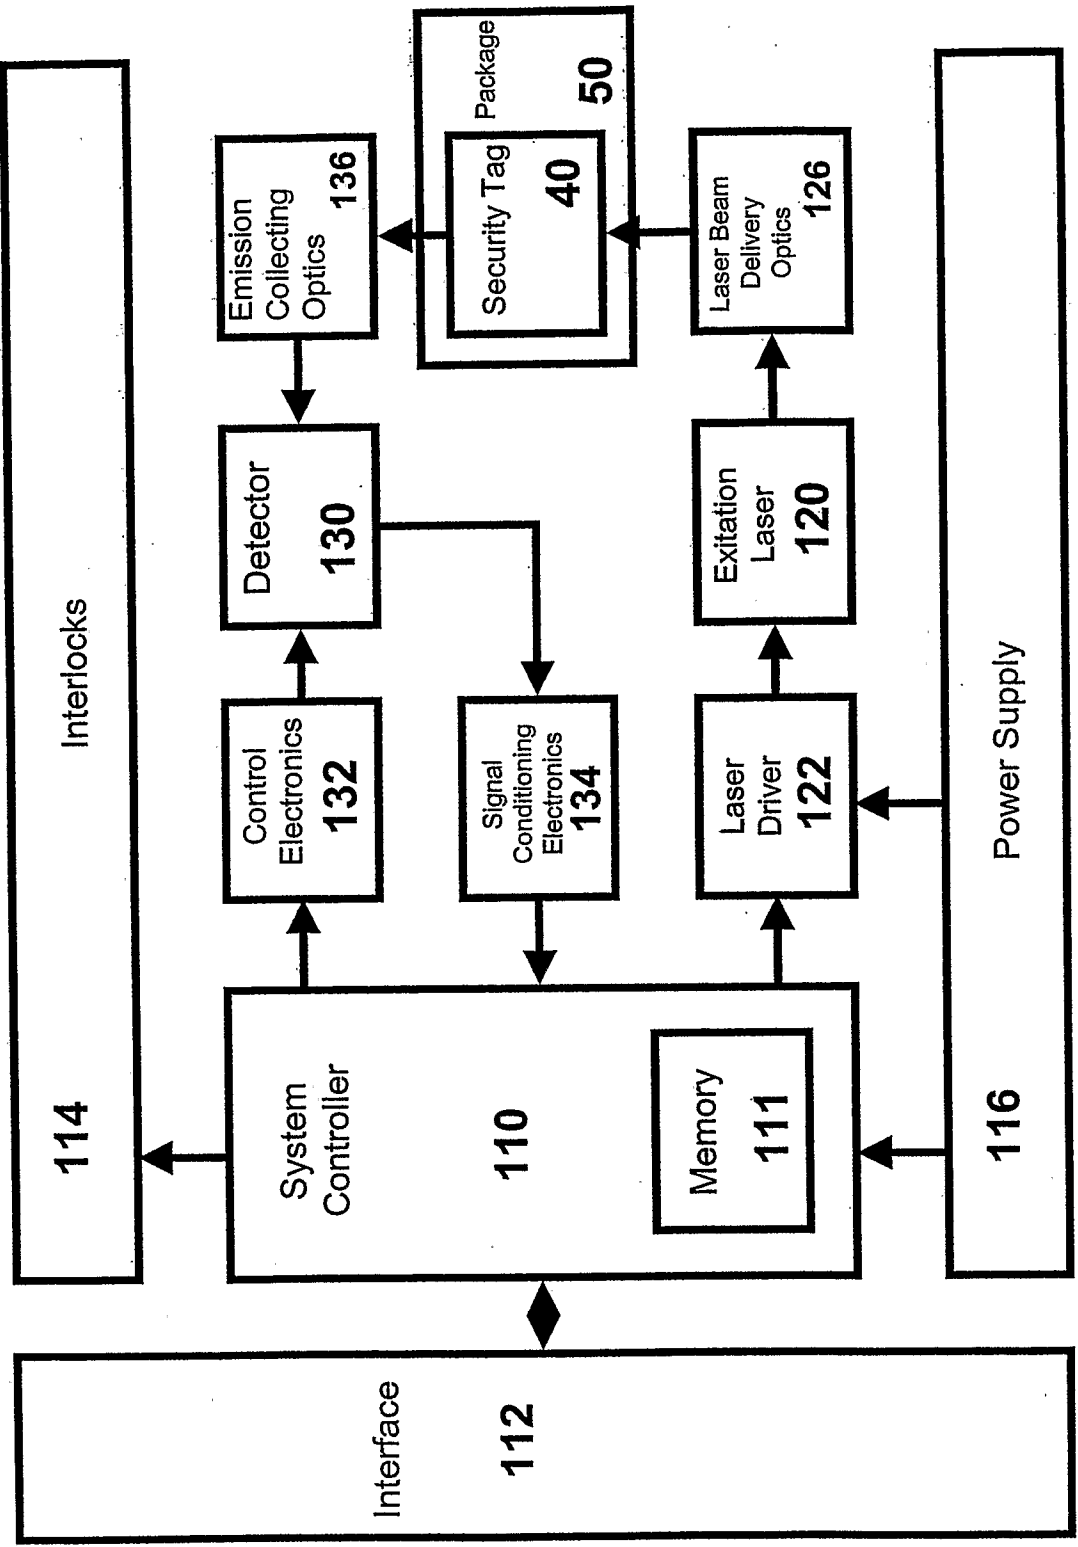 Interface
112
114
Interlocks
System
Controller
110
Memory
111
Control
Electronics
132
Signal
Conditioning
Electronics
134
Laser
Driver
122
Detector
130
Exitation
Laser
120
Emission
Collecting
Optics
136
Package
50
Security Tag
40
Laser Beam
Delivery
Optics
126
116
Power Supply